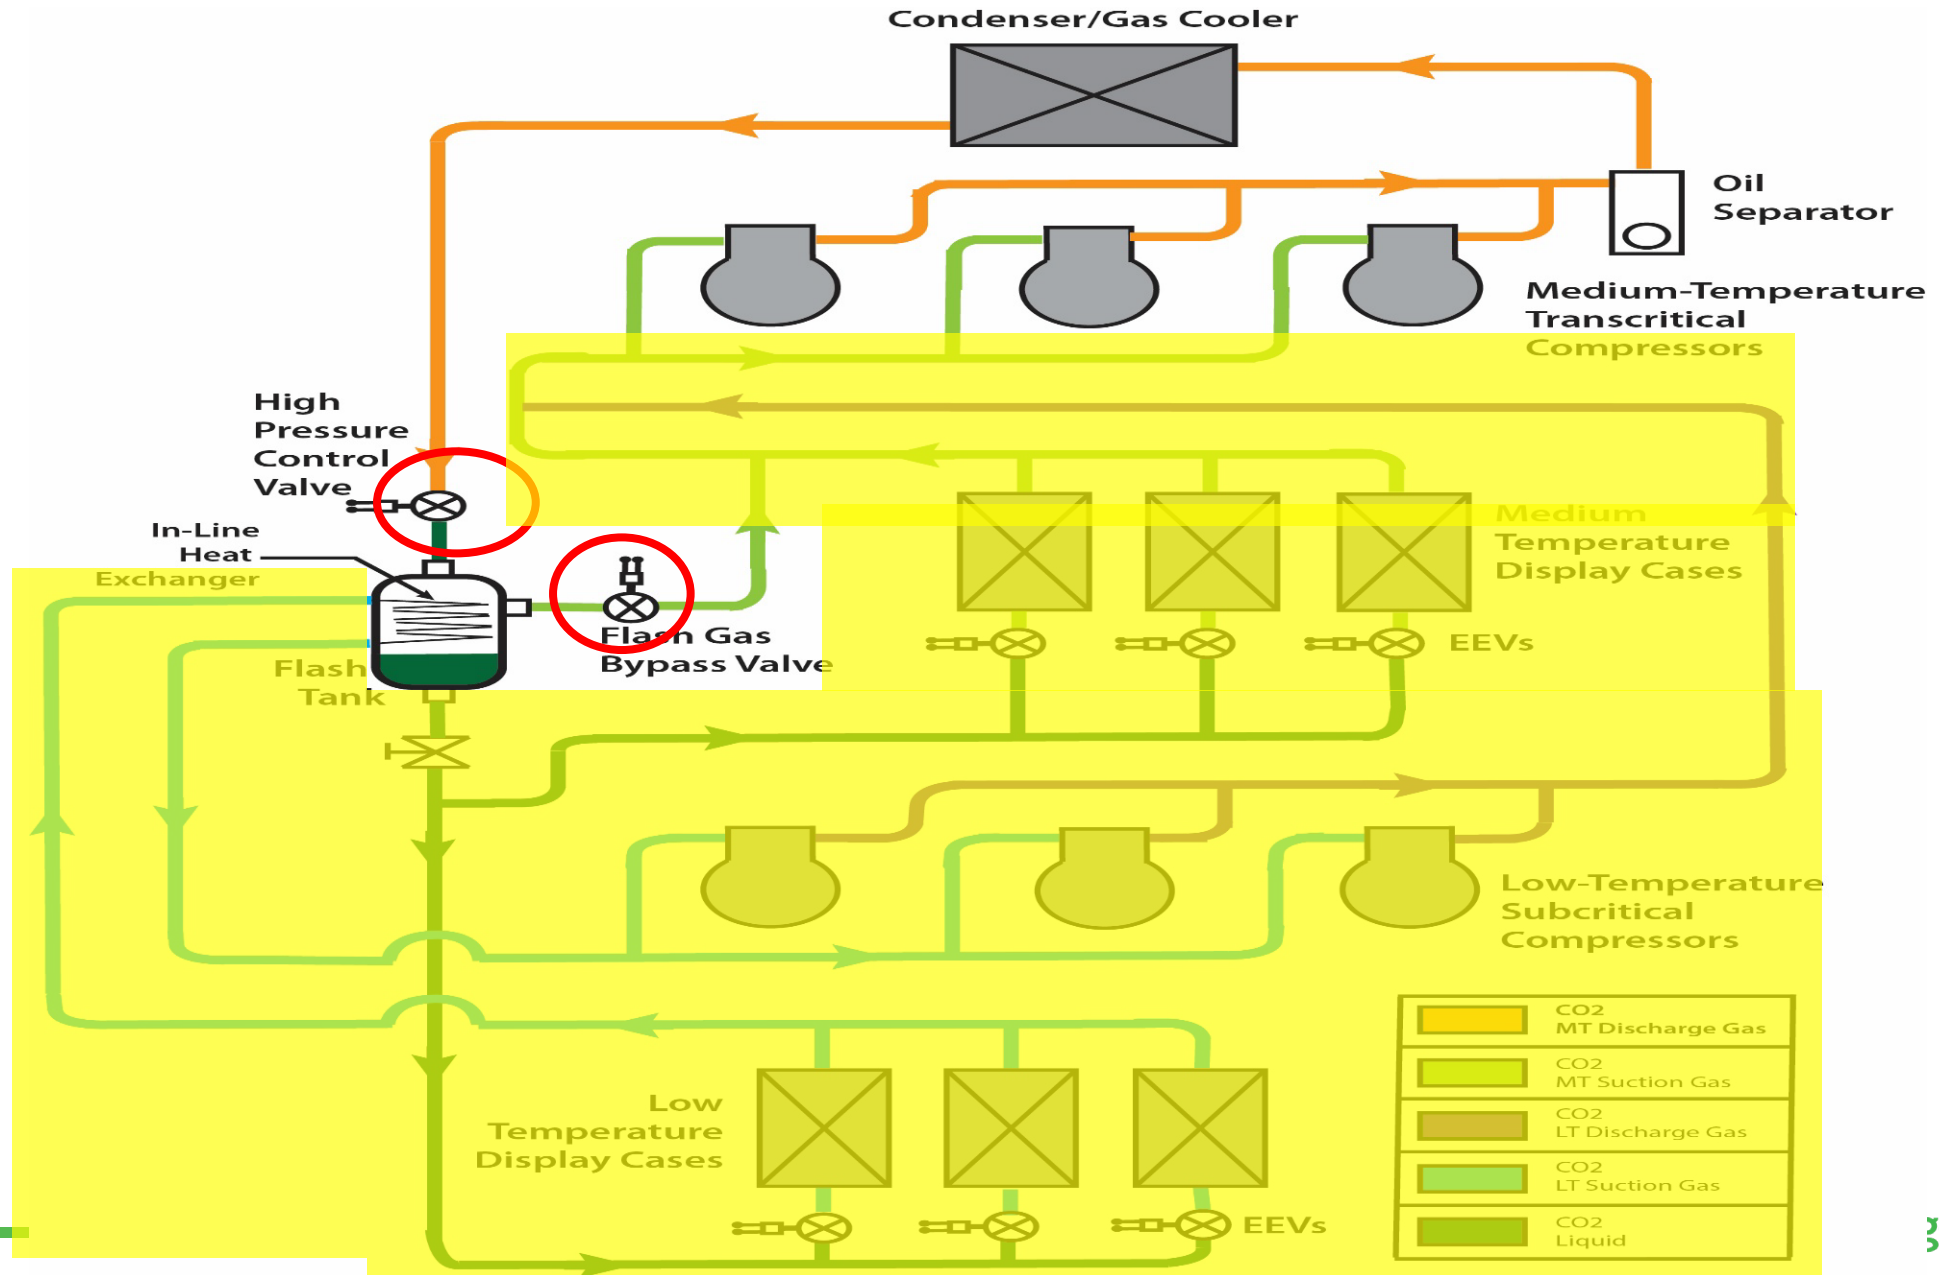 Condenser/Gas Cooler
Oil
Separator
Medium-Temperature
Transcritical
Compressors
High
Pressure
Control
Valve
In-Line
Heat
Exchanger
Flash Gas
Bypass Valve
Flash
Tank
Medium
Temperature
Display Cases
EEVs
Low-Temperature
Subcritical
Compressors
Low
Temperature
Display Cases
EEVs
CO2
MT Discharge Gas
CO2
MT Suction Gas
CO2
LT Discharge Gas
CO2
LT Suction Gas
CO2
Liquid